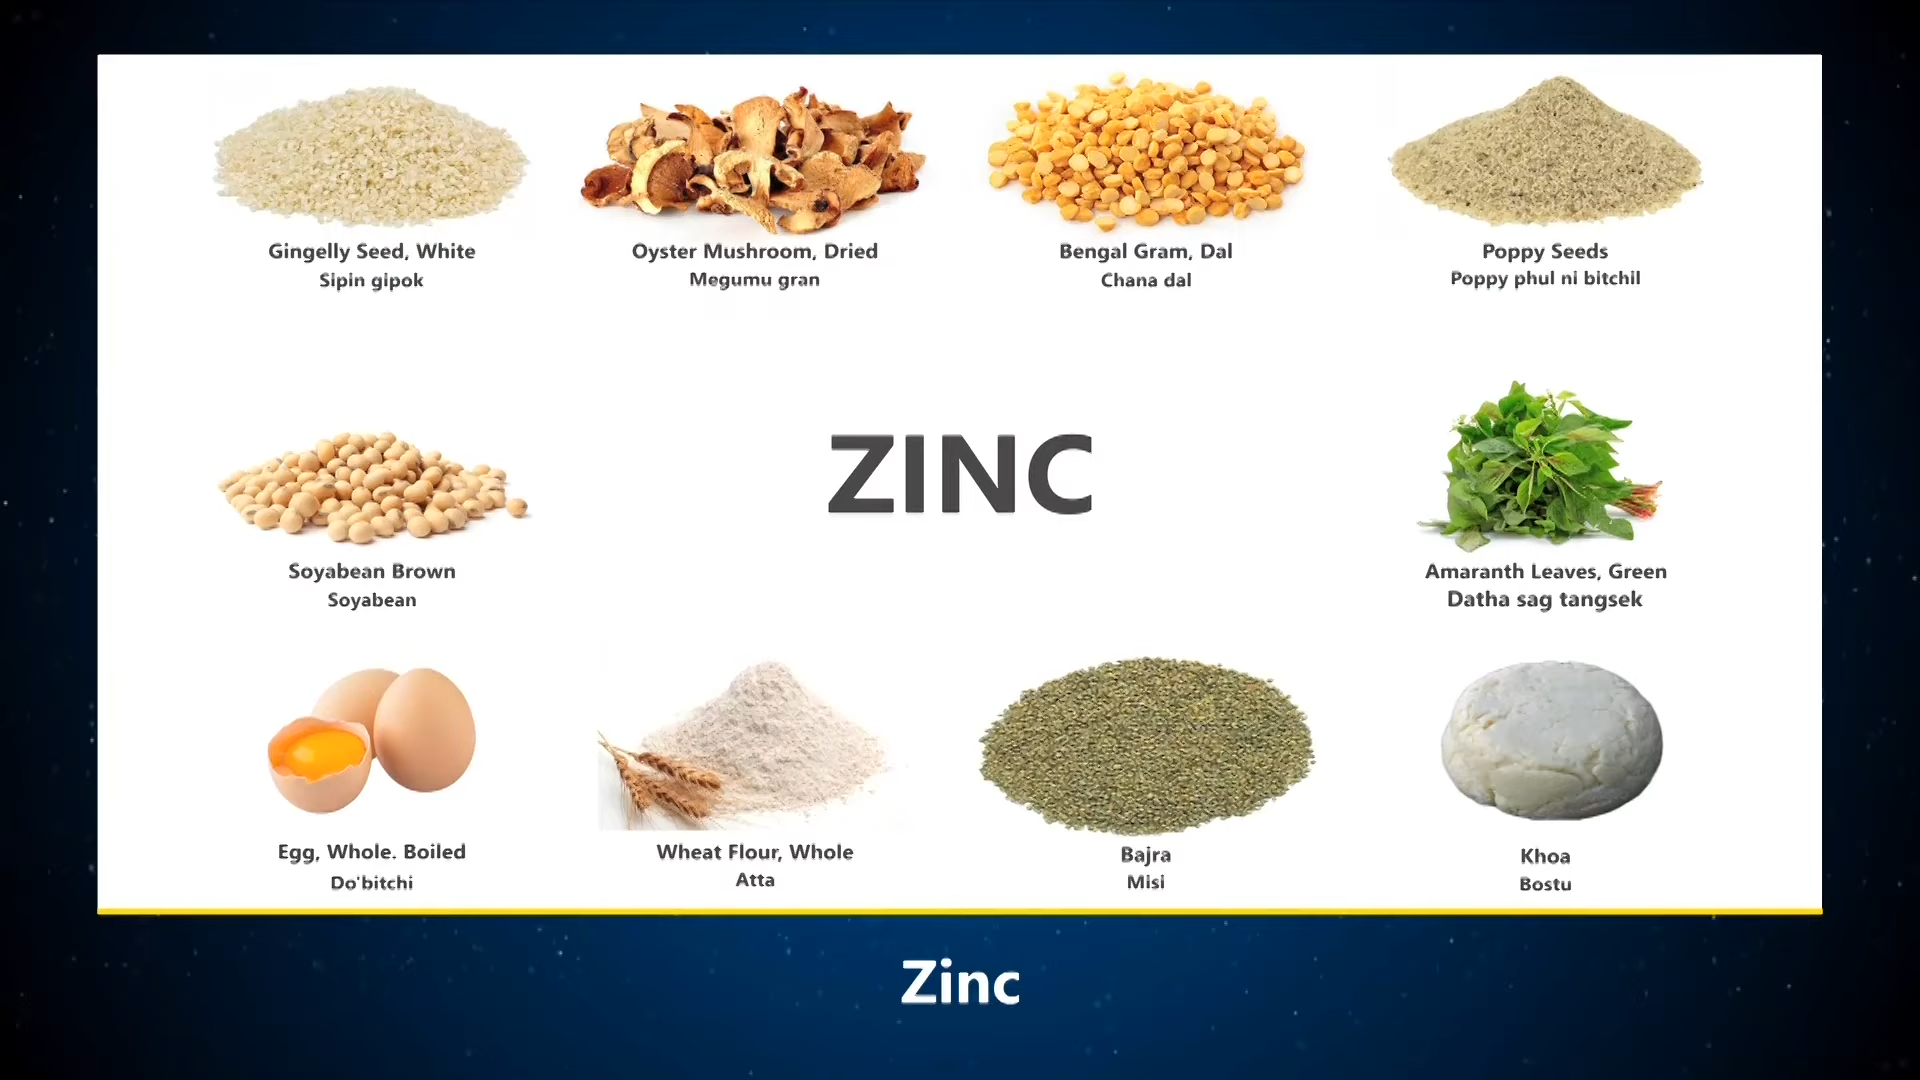 Gingelly Seed, White
Sipin gipok
Oyster Mushroom, Dried
Megumu gran
Bengal Gram, Dal
Chana dal
Poppy Seeds
Poppy phul ni bitchil
ZINC
Soyabean Brown
Soyabean
Amaranth Leaves, Green
Datha sag tangsek
Egg, Whole. Boiled
Do'bitchi
Wheat Flour, Whole
Atta
Bajra
Misi
Khoa
Bostu
Zinc